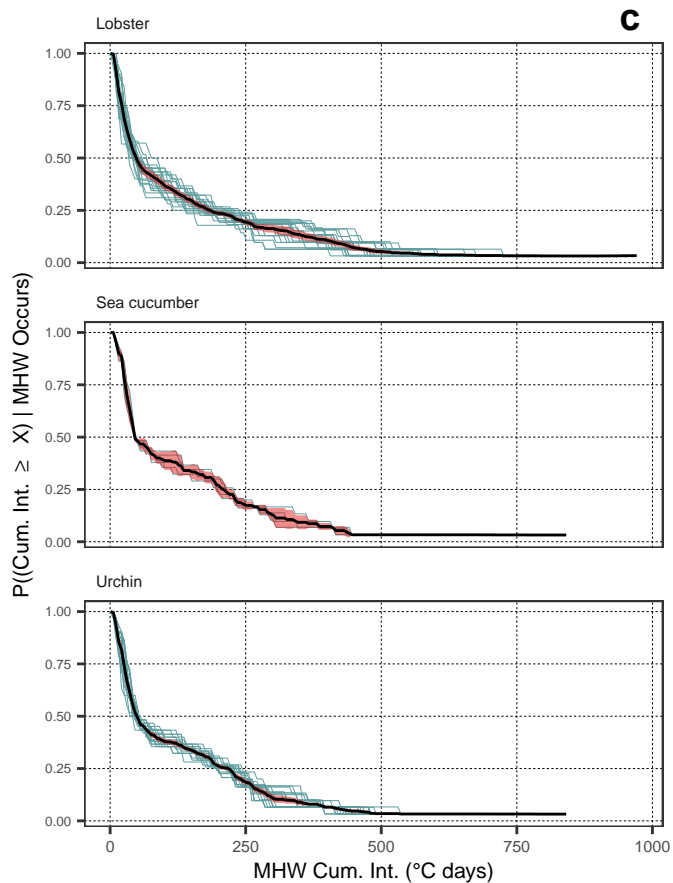 C
Lobster
1.00
0.75
0.50
0.25
0.00
Sea cucumber
1.00
0.75
0.50
0.25
0.00
Urchin
1.00
0.75
0.50
0.25
0.00
0 250 500 750 1000
MHW Cum. Int. (°C days)
P((Cum. Int. ≥ X) | MHW Occurs)